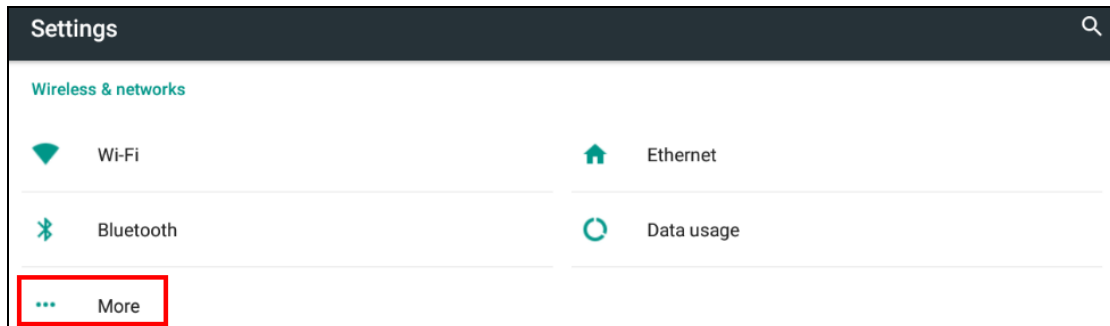 Settings
Wireless & networks
Wi-Fi
Ethernet
Bluetooth
Data usage
More